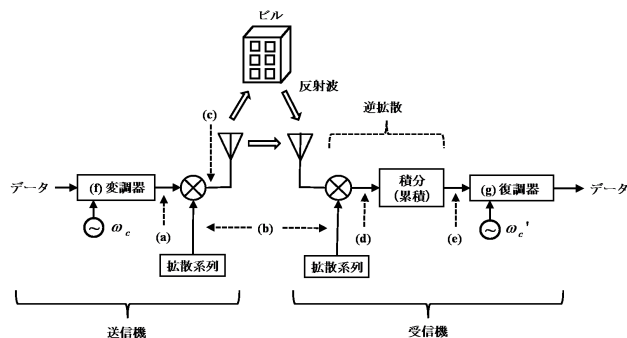 ビル
反射波
(c)
逆拡散
データ
(f) 変調器
積分
(累積)
(g) 復調器
データ
~ ω_c
(a)
(b)
(d)
(e)
~ ω_c'
拡散系列
拡散系列
送信機
受信機